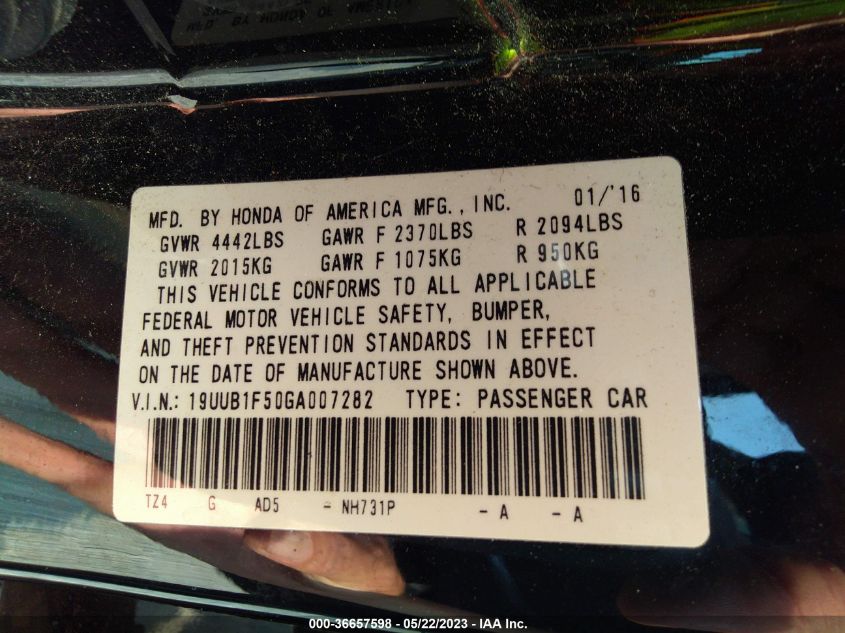 MFD. BY HONDA OF AMERICA MFG., INC. 01/'16
GVWR 4442LBS GAWR F 2370LBS R 2094LBS
GVWR 2015KG GAWR F 1075KG R 950KG
THIS VEHICLE CONFORMS TO ALL APPLICABLE
FEDERAL MOTOR VEHICLE SAFETY, BUMPER,
AND THEFT PREVENTION STANDARDS IN EFFECT
ON THE DATE OF MANUFACTURE SHOWN ABOVE.
V.I.N.: 19UUB1F50GA007282 TYPE: PASSENGER CAR
TZ4 G AD5 - NH731P - A - A
000-36657598 - 05/22/2023 - IAA Inc.